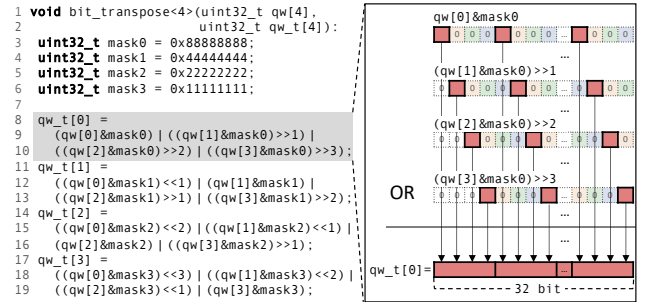 1 void bit_transpose<4>(uint32_t qw[4],
2 uint32_t qw_t[4]):
3 uint32_t mask0 = 0x88888888;
4 uint32_t mask1 = 0x44444444;
5 uint32_t mask2 = 0x22222222;
6 uint32_t mask3 = 0x11111111;
7
8 qw_t[0] =
9 (qw[0]&mask0)|((qw[1]&mask0)>>1)|
10 ((qw[2]&mask0)>>2)|((qw[3]&mask0)>>3);
11 qw_t[1] =
12 ((qw[0]&mask1)<<1)|(qw[1]&mask1)|
13 ((qw[2]&mask1)>>1)|((qw[3]&mask1)>>2);
14 qw_t[2] =
15 ((qw[0]&mask2)<<2)|((qw[1]&mask2)<<1)|
16 (qw[2]&mask2)|((qw[3]&mask2)>>1);
17 qw_t[3] =
18 ((qw[0]&mask3)<<3)|((qw[1]&mask3)<<2)|
19 ((qw[2]&mask3)<<1)|(qw[3]&mask3);
qw[0]&mask0
0 0 0 0 0 0 ... 0 0 0
...
(qw[1]&mask0)>>1
0 0 0 0 0 0 ... 0 0 0
...
(qw[2]&mask0)>>2
0 0 0 0 0 0 ... 0 0 0
...
(qw[3]&mask0)>>3
OR
0 0 0 0 0 0 ... 0 0 0
...
...
qw_t[0]=
...
32 bit